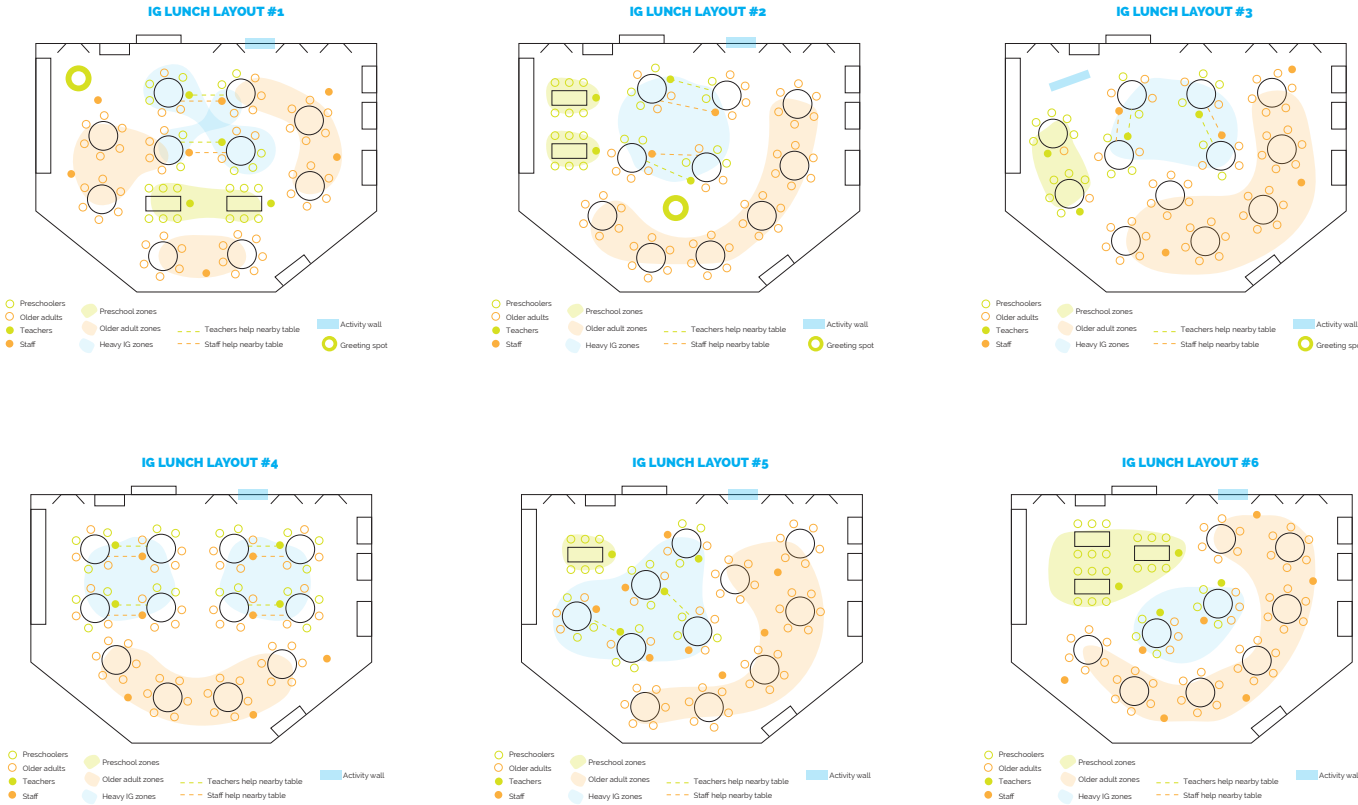 IG LUNCH LAYOUT #1
Preschoolers
Older adults
Teachers
Staff
Preschool zones
Older adult zones
Heavy IG zones
Teachers help nearby table
Staff help nearby table
Activity wall
Greeting spot
IG LUNCH LAYOUT #2
Preschoolers
Older adults
Teachers
Staff
Preschool zones
Older adult zones
Heavy IG zones
Teachers help nearby table
Staff help nearby table
Activity wall
Greeting spot
IG LUNCH LAYOUT #3
Preschoolers
Older adults
Teachers
Staff
Preschool zones
Older adult zones
Heavy IG zones
Teachers help nearby table
Staff help nearby table
Activity wall
Greeting spo
IG LUNCH LAYOUT #4
Preschoolers
Older adults
Teachers
Staff
Preschool zones
Older adult zones
Heavy IG zones
Teachers help nearby table
Staff help nearby table
Activity wall
IG LUNCH LAYOUT #5
Preschoolers
Older adults
Teachers
Staff
Preschool zones
Older adult zones
Heavy IG zones
Teachers help nearby table
Staff help nearby table
Activity wall
IG LUNCH LAYOUT #6
Preschoolers
Older adults
Teachers
Staff
Preschool zones
Older adult zones
Heavy IG zones
Teachers help nearby table
Staff help nearby table
Activity wall